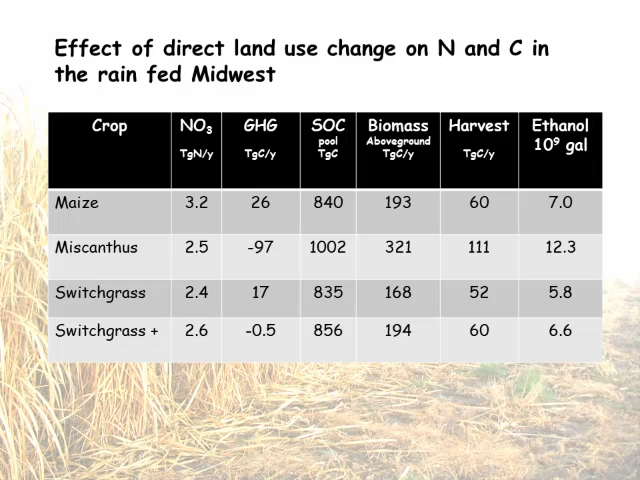 Effect of direct land use change on N and C in
the rain fed Midwest
Crop NO3 GHG SOC Biomass Harvest Ethanol
TgN/y TgC/y pool TgC Aboveground TgC/y TgC/y 10⁹ gal
Maize 3.2 26 840 193 60 7.0
Miscanthus 2.5 -97 1002 321 111 12.3
Switchgrass 2.4 17 835 168 52 5.8
Switchgrass + 2.6 -0.5 856 194 60 6.6